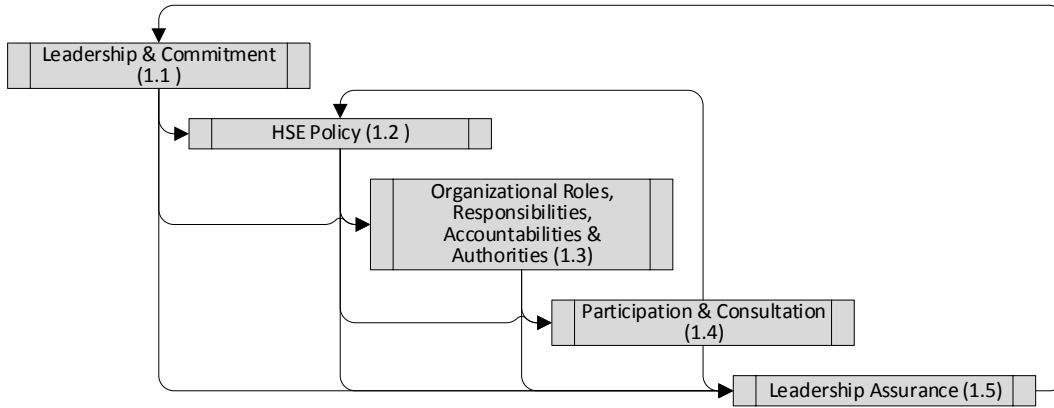 Leadership & Commitment
(1.1 )
HSE Policy (1.2 )
Organizational Roles,
Responsibilities,
Accountabilities &
Authorities (1.3)
Participation & Consultation
(1.4)
Leadership Assurance (1.5)